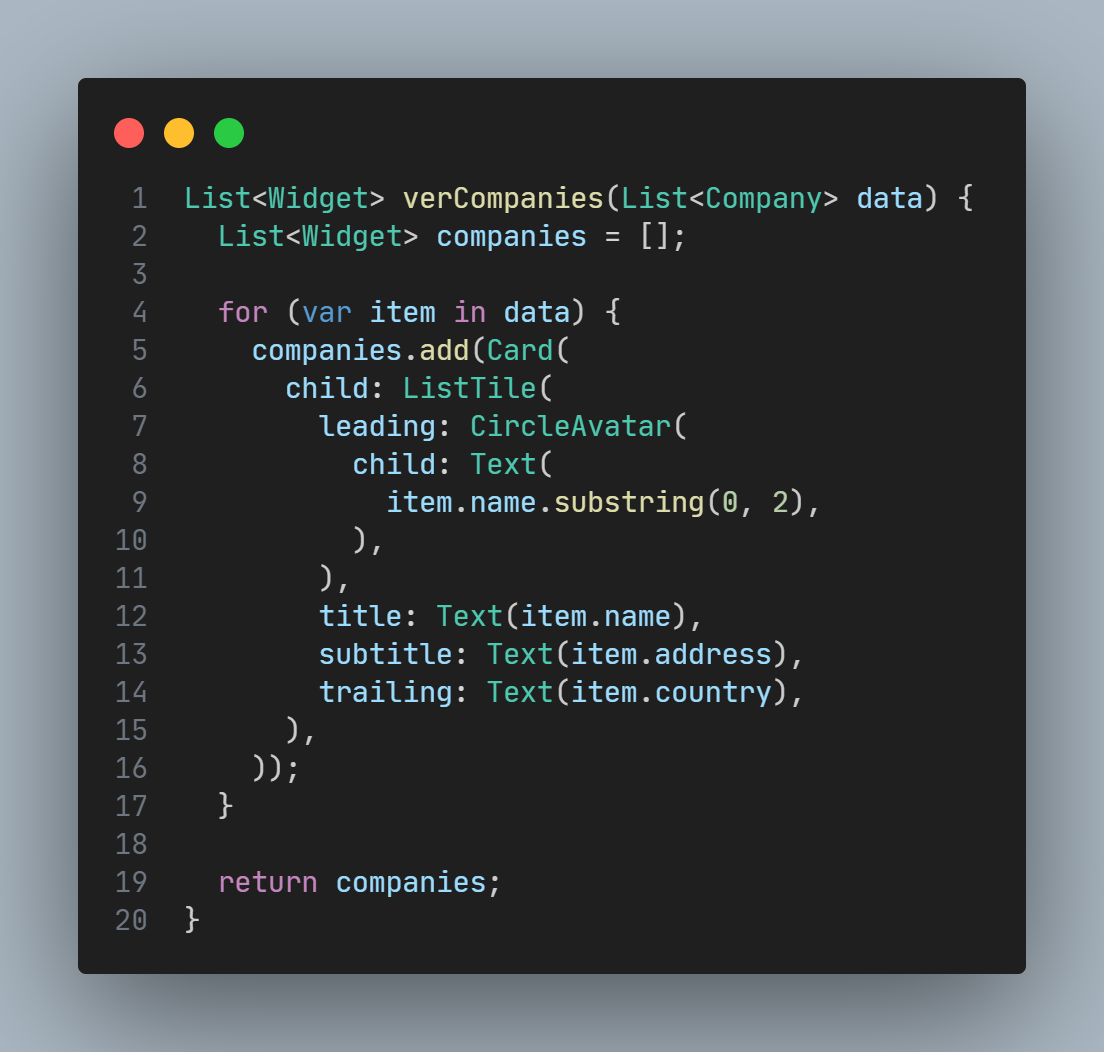 1 List<Widget> verCompanies(List<Company> data) {
2   List<Widget> companies = [];
3
4   for (var item in data) {
5     companies.add(Card(
6       child: ListTile(
7         leading: CircleAvatar(
8           child: Text(
9             item.name.substring(0, 2),
10           ),
11         ),
12         title: Text(item.name),
13         subtitle: Text(item.address),
14         trailing: Text(item.country),
15       ),
16     ));
17   }
18
19   return companies;
20 }